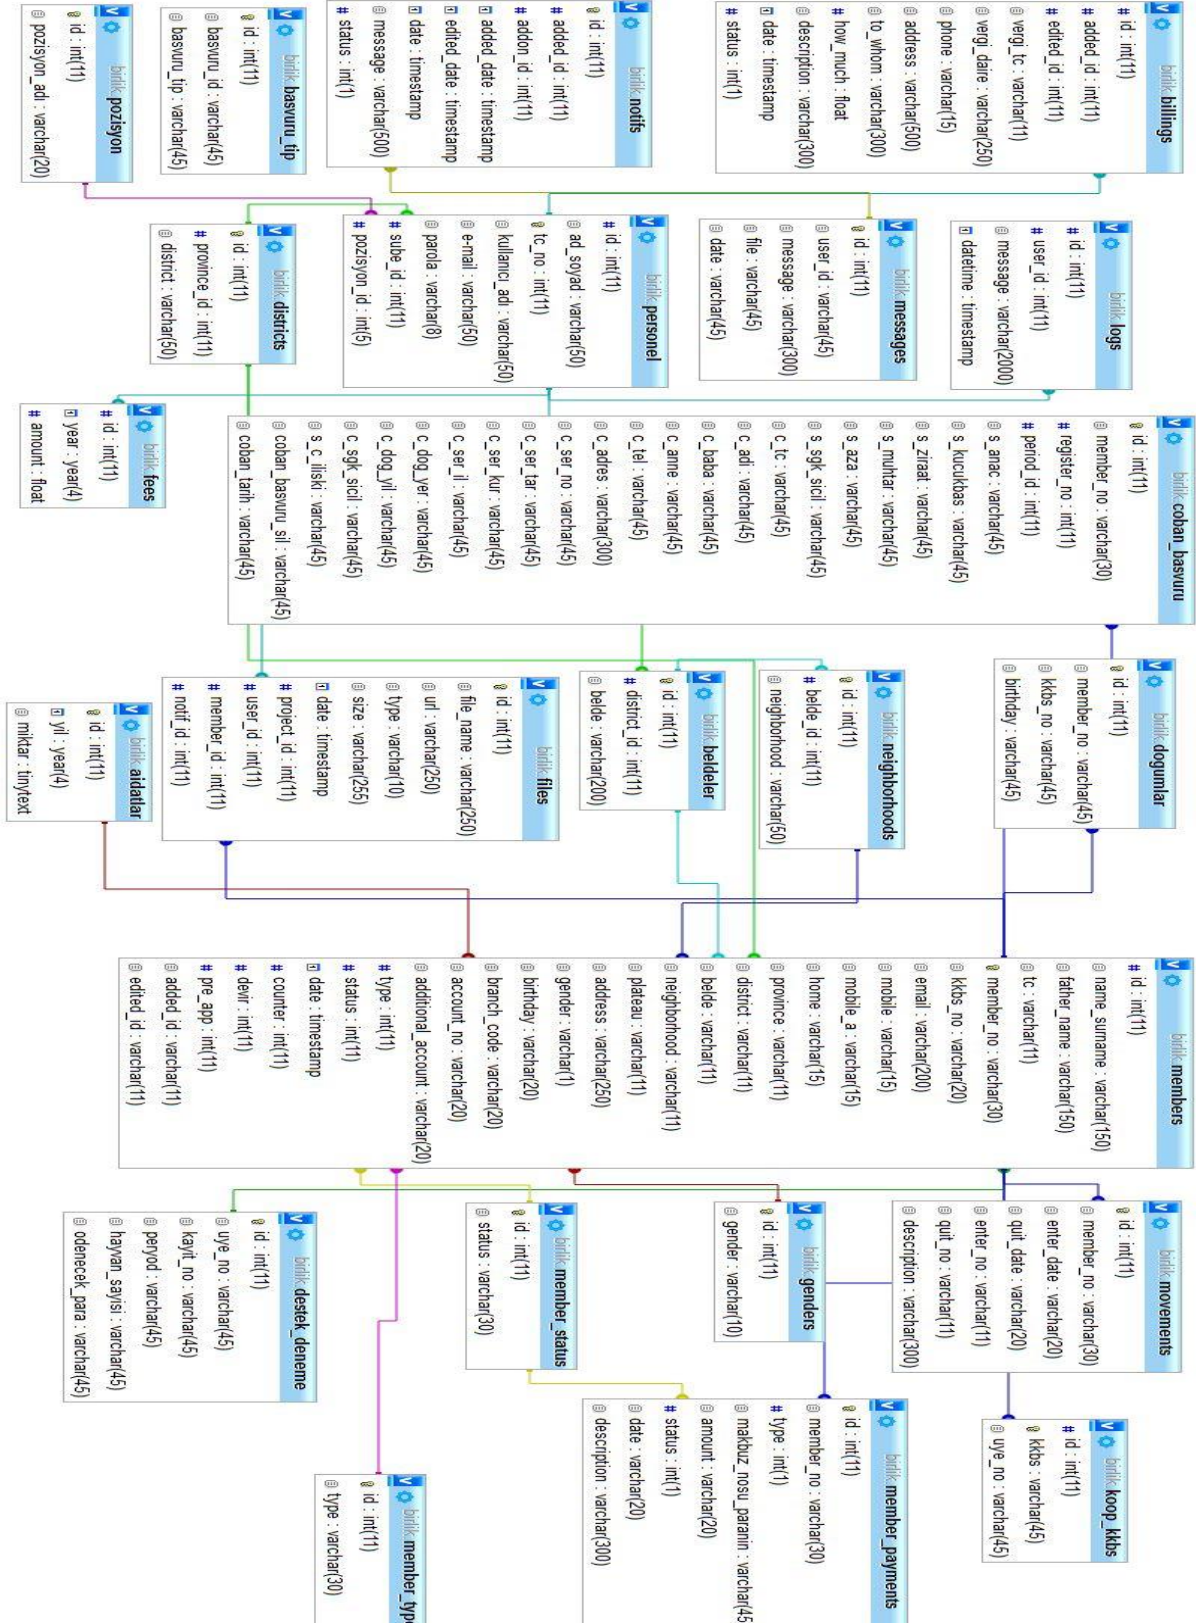 birlik.billings
id : int(11)
added_id : int(11)
edited_id : int(11)
vergi_tc : varchar(11)
vergi_dare : varchar(250)
phone : varchar(15)
address : varchar(500)
to_whom : varchar(300)
how_much : float
description : varchar(300)
date : timestamp
status : int(1)
birlik.notifs
id : int(11)
added_id : int(11)
addon_id : int(11)
added_date : timestamp
edited_date : timestamp
date : timestamp
message : varchar(500)
status : int(1)
birlik.basvuru_tip
id : int(11)
basvuru_id : varchar(45)
basvuru_tip : varchar(45)
birlik.pozisyon
id : int(11)
pozisyon_adi : varchar(20)
birlik.logs
id : int(11)
user_id : int(11)
message : varchar(2000)
datetime : timestamp
birlik.messages
id : int(11)
user_id : varchar(45)
message : varchar(300)
file : varchar(45)
date : varchar(45)
birlik.personel
id : int(11)
ad_soyad : varchar(50)
tc_no : int(11)
kullanici_adi : varchar(50)
e-mail : varchar(50)
parola : varchar(8)
sube_id : int(11)
pozisyon_id : int(5)
birlik.districts
id : int(11)
province_id : int(11)
district : varchar(50)
birlik.coban_basvuru
id : int(11)
member_no : varchar(30)
register_no : int(11)
period_id : int(11)
s_anac : varchar(45)
s_kucukbas : varchar(45)
s_ziraat : varchar(45)
s_muhtar : varchar(45)
s_aza : varchar(45)
s_sgk_sicil : varchar(45)
c_tc : varchar(45)
c_adi : varchar(45)
c_baba : varchar(45)
c_anne : varchar(45)
c_tel : varchar(45)
c_adres : varchar(300)
c_ser_no : varchar(45)
c_ser_tar : varchar(45)
c_ser_kur : varchar(45)
c_ser_il : varchar(45)
c_dog_yer : varchar(45)
c_dog_yil : varchar(45)
c_sgk_sicil : varchar(45)
s_c_iliski : varchar(45)
coban_basvuru_sil : varchar(45)
coban_tarih : varchar(45)
birlik.fees
id : int(11)
year : year(4)
amount : float
birlik.dogumlar
id : int(11)
member_no : varchar(45)
kkbs_no : varchar(45)
birthday : varchar(45)
birlik.neighborhoods
id : int(11)
belde_id : int(11)
neighborhood : varchar(50)
birlik.beldeler
id : int(11)
district_id : int(11)
belde : varchar(200)
birlik.files
id : int(11)
file_name : varchar(250)
url : varchar(250)
type : varchar(10)
size : varchar(255)
date : timestamp
project_id : int(11)
user_id : int(11)
member_id : int(11)
notif_id : int(11)
birlik.aidatlar
id : int(11)
yil : year(4)
miktar : tinytext
birlik.members
id : int(11)
name_surname : varchar(150)
father_name : varchar(150)
tc : varchar(11)
member_no : varchar(30)
kkbs_no : varchar(20)
email : varchar(200)
mobile : varchar(15)
mobile_a : varchar(15)
home : varchar(15)
province : varchar(11)
district : varchar(11)
belde : varchar(11)
neighborhood : varchar(11)
plateau : varchar(11)
address : varchar(250)
gender : varchar(1)
birthday : varchar(20)
branch_code : varchar(20)
account_no : varchar(20)
additional_account : varchar(20)
type : int(11)
status : int(11)
date : timestamp
counter : int(11)
devir : int(11)
pre_app : int(11)
added_id : varchar(11)
edited_id : varchar(11)
birlik.movements
id : int(11)
member_no : varchar(30)
enter_date : varchar(20)
quit_date : varchar(20)
enter_no : varchar(11)
quit_no : varchar(11)
description : varchar(300)
birlik.genders
id : int(11)
gender : varchar(10)
birlik.member_status
id : int(11)
status : varchar(30)
birlik.destek_deneme
id : int(11)
uye_no : varchar(45)
kayit_no : varchar(45)
peryod : varchar(45)
hayvan_sayisi : varchar(45)
odenecek_para : varchar(45)
birlik.koop_kkbs
id : int(11)
kkbs : varchar(45)
uye_no : varchar(45)
birlik.member_payments
id : int(11)
member_no : varchar(30)
type : int(1)
makbuz_nosu_paranin : varchar(45
amount : varchar(20)
status : int(1)
date : varchar(20)
description : varchar(300)
birlik.member_type
id : int(11)
type : varchar(30)